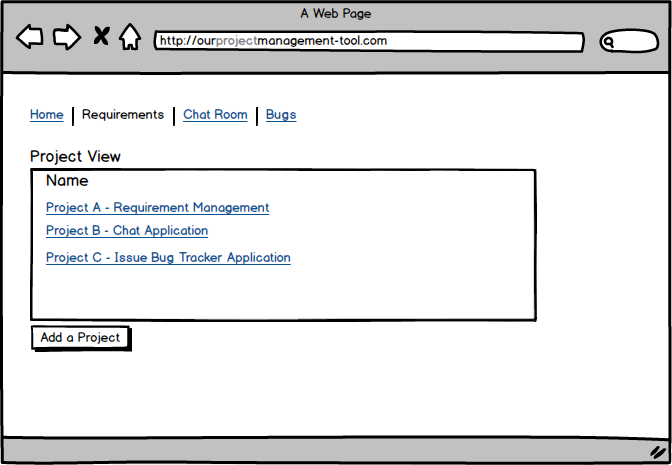 A Web Page
http://ourprojectmanagement-tool.com
Home | Requirements | Chat Room | Bugs
Project View
Name
Project A - Requirement Management
Project B - Chat Application
Project C - Issue Bug Tracker Application
Add a Project